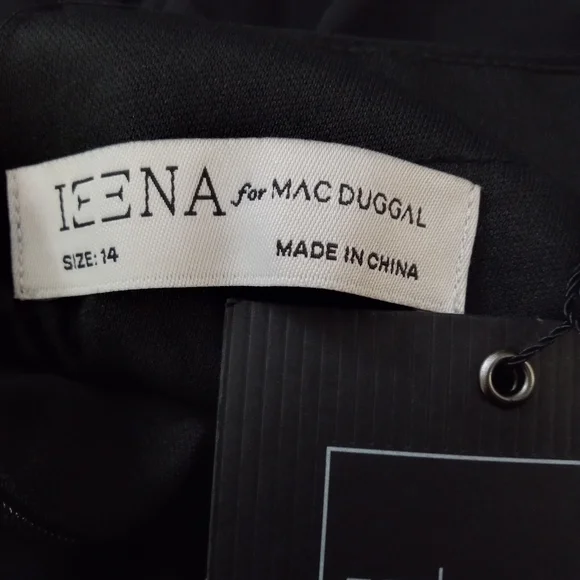 IEENA for MAC DUGGAL
SIZE: 14
MADE IN CHINA